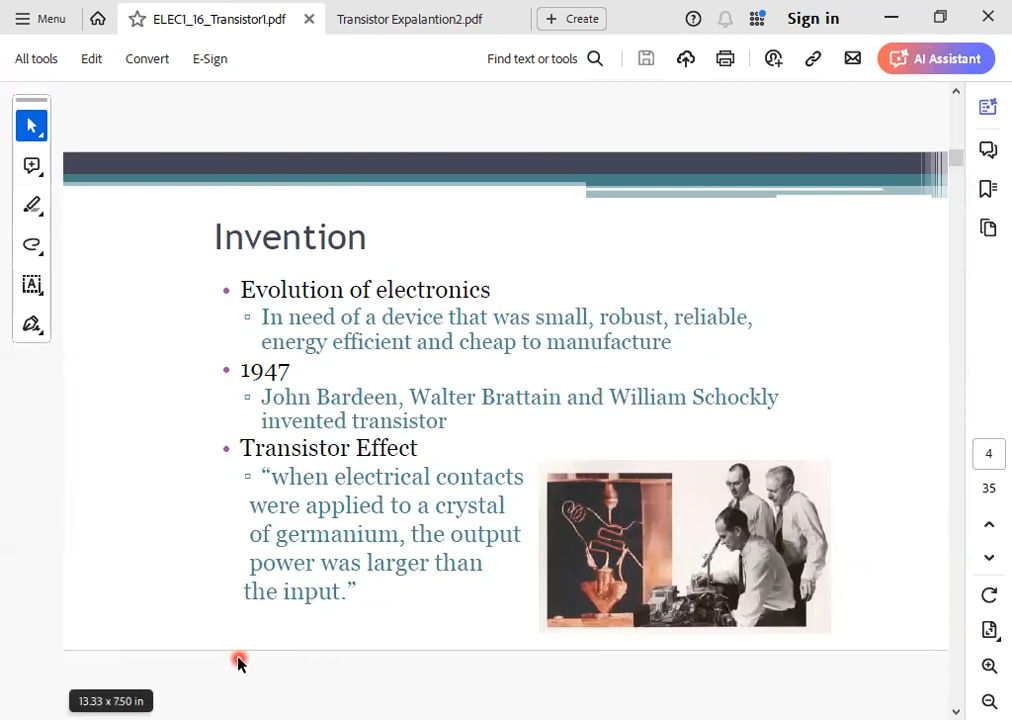 Menu
ELEC1_16_Transistor1.pdf
Transistor Expalantion2.pdf
Create
Sign in
All tools
Edit
Convert
E-Sign
Find text or tools
AI Assistant
Invention
• Evolution of electronics
▫ In need of a device that was small, robust, reliable,
energy efficient and cheap to manufacture
• 1947
▫ John Bardeen, Walter Brattain and William Schockly
invented transistor
• Transistor Effect
▫ “when electrical contacts
were applied to a crystal
of germanium, the output
power was larger than
the input.”
4
35
13.33 x 7.50 in